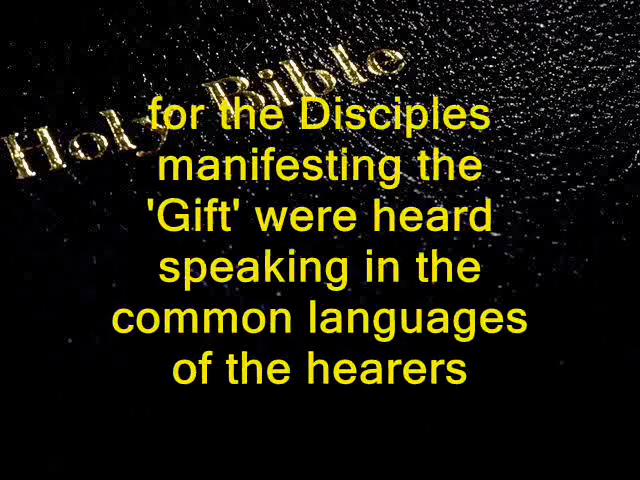 Holy Bible
for the Disciples
manifesting the
'Gift' were heard
speaking in the
common languages
of the hearers